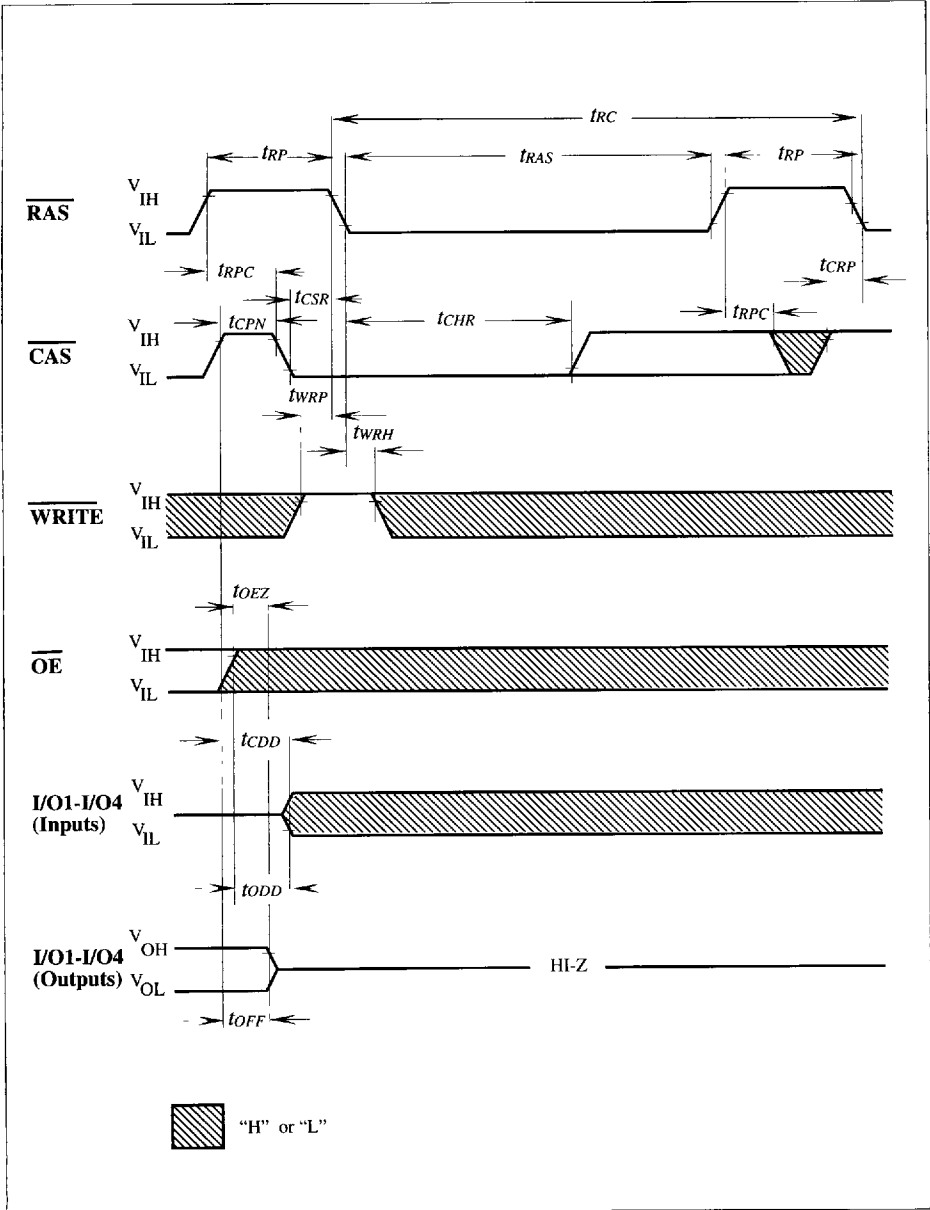 tRC
tRP tRAS tRP
RAS VIH
VIL
tRPC tCRP
tCSR
tCPN tCHR tRPC
CAS VIH
VIL
tWRP
tWRH
WRITE VIH
VIL
tOEZ
OE VIH
VIL
tCDD
I/O1-I/O4 VIH
(Inputs) VIL
tODD
I/O1-I/O4 VOH
(Outputs) VOL
HI-Z
tOFF
"H" or "L"